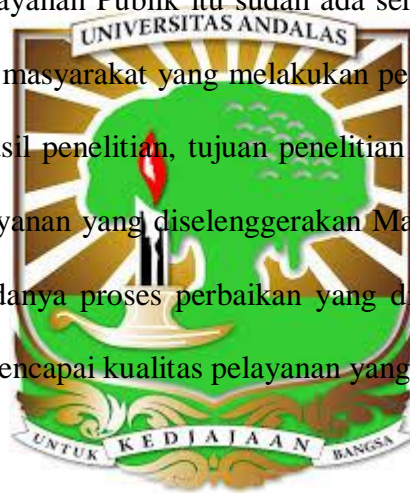 ayanan Publik itu sudah ada se
UNIVERSITAS ANDALAS
masyarakat yang melakukan pe
sil penelitian, tujuan penelitian
yanan yang diselenggerakan Ma
danya proses perbaikan yang d
encapai kualitas pelayanan yang
UNTUK KEDJAJAAN BANGSA